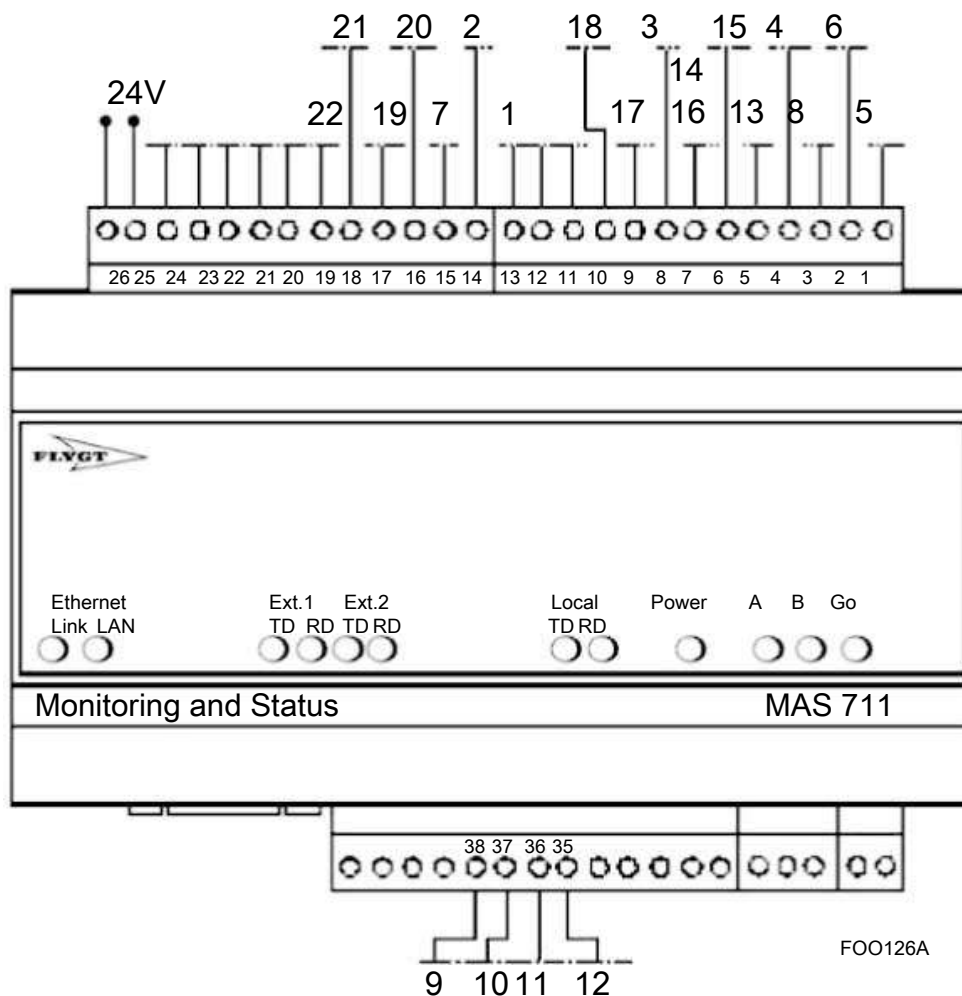 21 20 2 18 3 15 4 6
14
24V
22 19 7 1 17 16 13 8 5
26 25 24 23 22 21 20 19 18 17 16 15 14 13 12 11 10 9 8 7 6 5 4 3 2 1
FLYGT
Ethernet Ext.1 Ext.2 Local Power A B Go
Link LAN TD RD TD RD TD RD
Monitoring and Status MAS 711
38 37 36 35
FOO126A
9 10 11 12